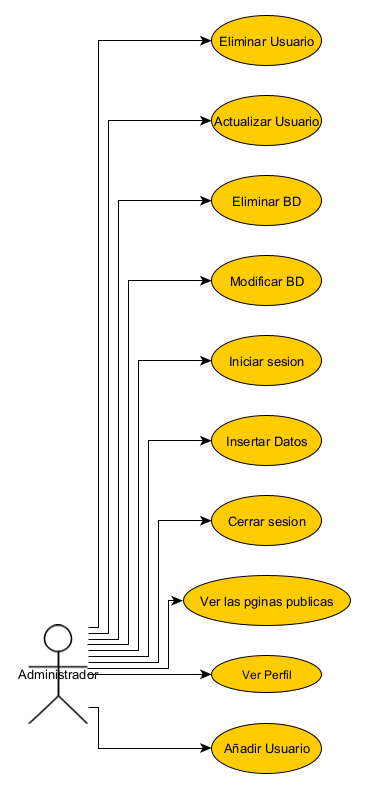 Eliminar Usuario
Actualizar Usuario
Eliminar BD
Modificar BD
Iniciar sesion
Insertar Datos
Cerrar sesion
Ver las pginas publicas
Administrador
Ver Perfil
Añadir Usuario